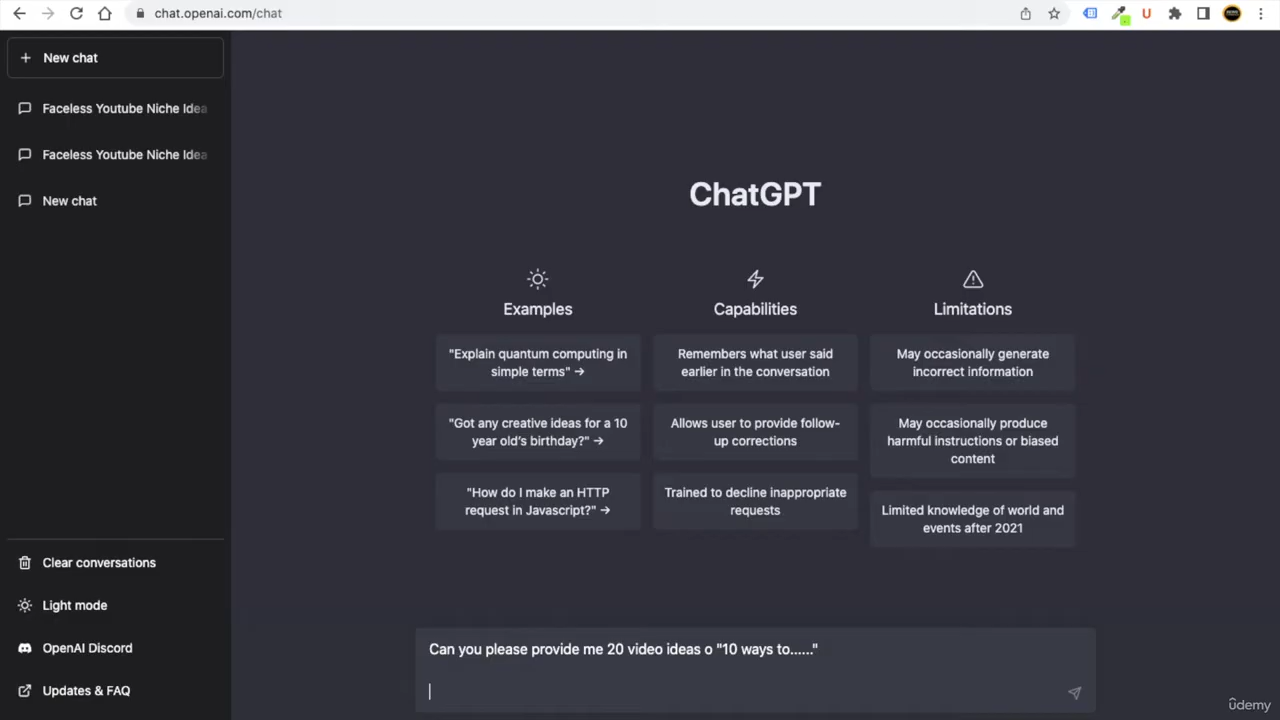 chat.openai.com/chat
New chat
Faceless Youtube Niche Idea
Faceless Youtube Niche Idea
New chat
Clear conversations
Light mode
OpenAI Discord
Updates & FAQ
ChatGPT
Examples
"Explain quantum computing in
simple terms" →
"Got any creative ideas for a 10
year old's birthday?" →
"How do I make an HTTP
request in Javascript?" →
Capabilities
Remembers what user said
earlier in the conversation
Allows user to provide follow-
up corrections
Trained to decline inappropriate
requests
Limitations
May occasionally generate
incorrect information
May occasionally produce
harmful instructions or biased
content
Limited knowledge of world and
events after 2021
Can you please provide me 20 video ideas o "10 ways to......"
ûdemy